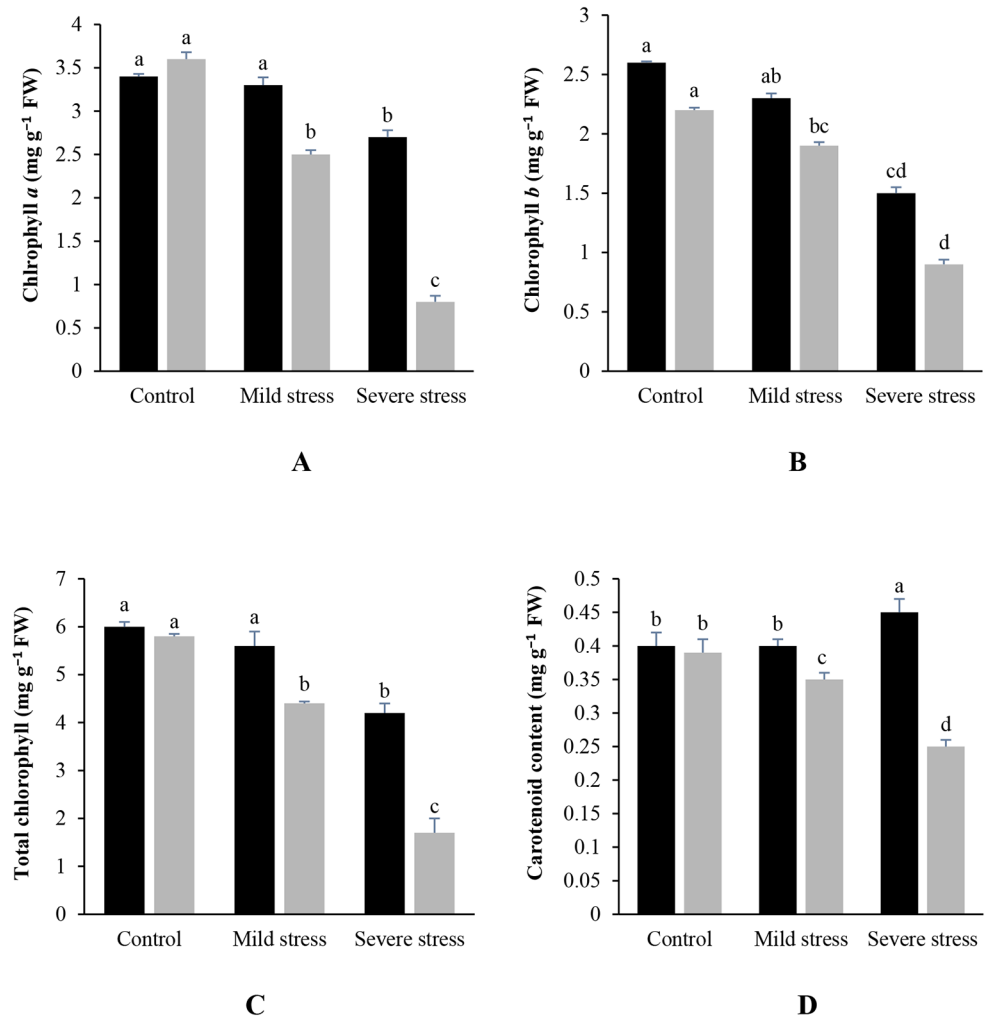 Chlrophyll a (mg g⁻¹ FW)
4
3.5
3
2.5
2
1.5
1
0.5
0
a
a
a
b
b
c
Control
Mild stress
Severe stress
A
Chlorophyll b (mg g⁻¹ FW)
3
2.5
2
1.5
1
0.5
0
a
a
ab
bc
cd
d
Control
Mild stress
Severe stress
B
Total chlorophyll (mg g⁻¹ FW)
7
6
5
4
3
2
1
0
a
a
a
b
b
c
Control
Mild stress
Severe stress
C
Carotenoid content (mg g⁻¹ FW)
0.5
0.45
0.4
0.35
0.3
0.25
0.2
0.15
0.1
0.05
0
b
b
b
c
a
d
Control
Mild stress
Severe stress
D